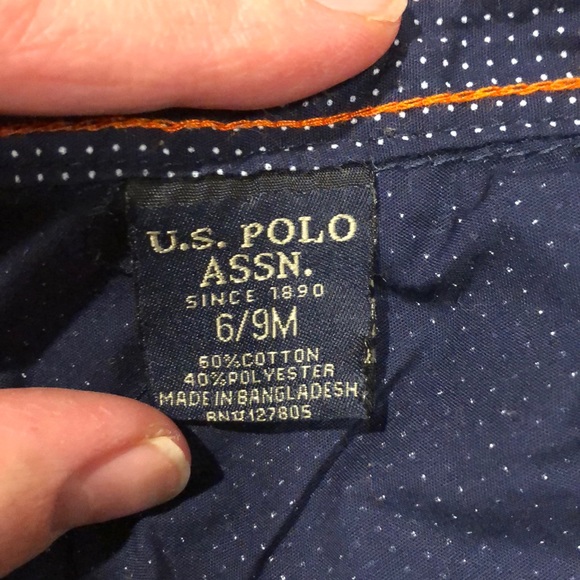 U.S. POLO
ASSN.
SINCE 1890
6/9M
60%COTTON
40%POLYESTER
MADE IN BANGLADESH
RN# 127805